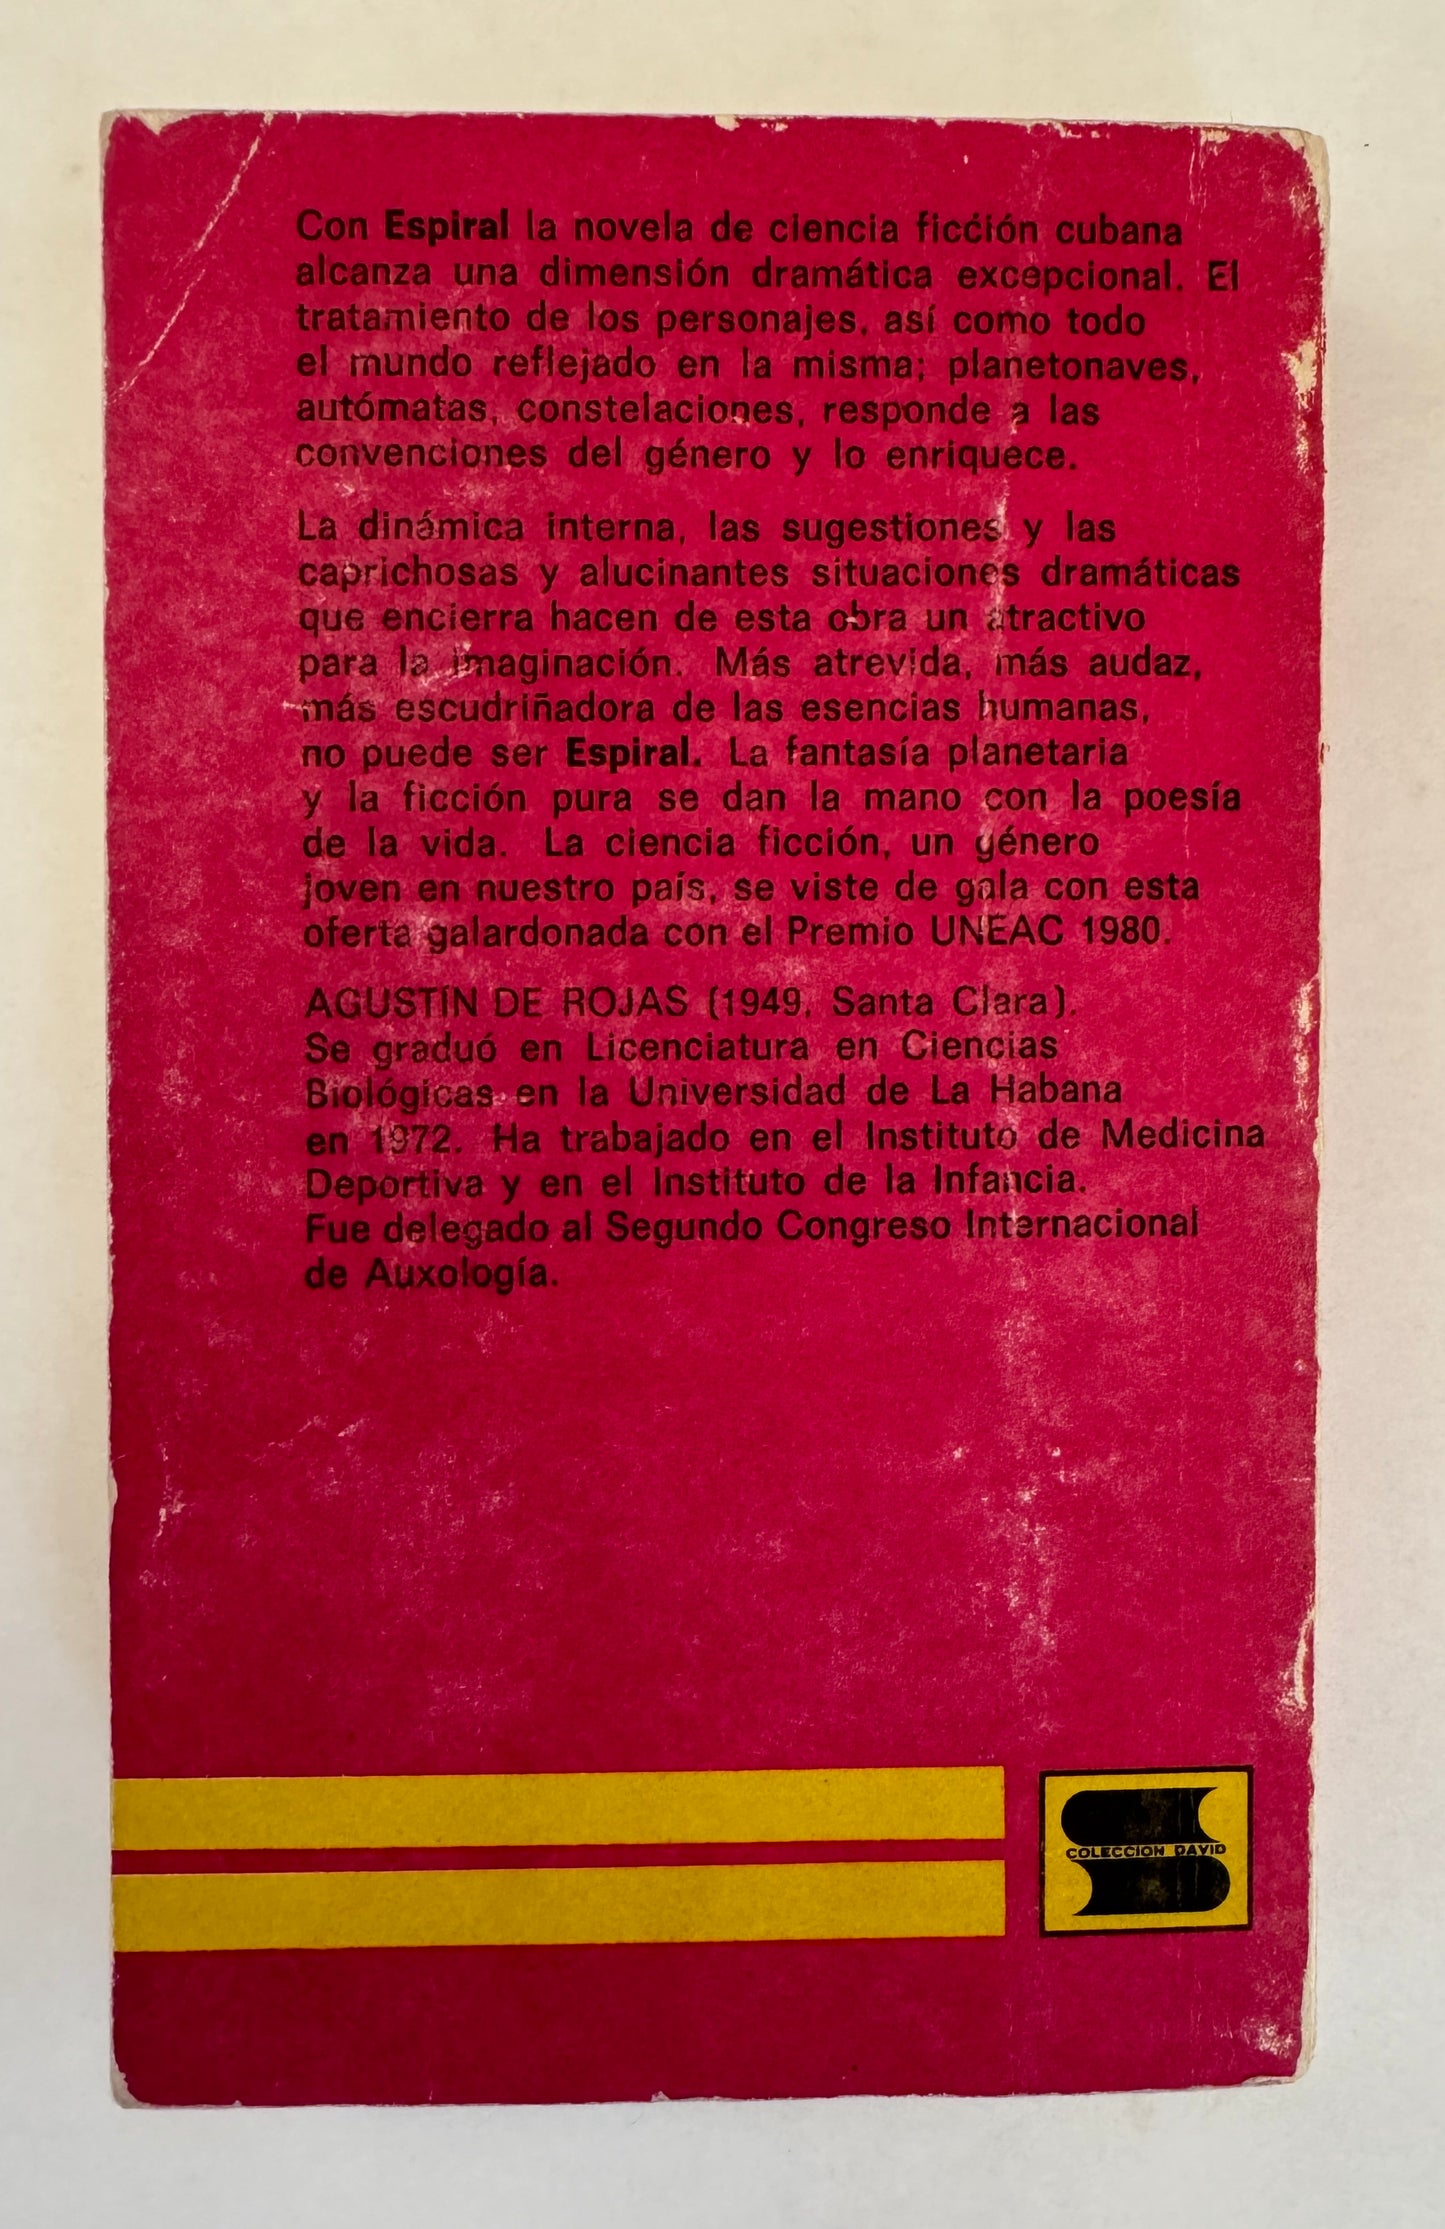 Con Espiral la novela de ciencia ficción cubana
alcanza una dimensión dramática excepcional. El
tratamiento de los personajes, así como todo
el mundo reflejado en la misma; planetonaves,
autómatas, constelaciones, responde a las
convenciones del género y lo enriquece.
La dinámica interna, las sugestiones y las
caprichosas y alucinantes situaciones dramáticas
que encierra hacen de esta obra un atractivo
para la imaginación. Más atrevida, más audaz,
más escudriñadora de las esencias humanas,
no puede ser Espiral. La fantasía planetaria
y la ficción pura se dan la mano con la poesía
de la vida. La ciencia ficción, un género
joven en nuestro país, se viste de gala con esta
oferta galardonada con el Premio UNEAC 1980.
AGUSTÍN DE ROJAS (1949, Santa Clara).
Se graduó en Licenciatura en Ciencias
Biológicas en la Universidad de La Habana
en 1972. Ha trabajado en el Instituto de Medicina
Deportiva y en el Instituto de la Infancia.
Fue delegado al Segundo Congreso Internacional
de Auxología.
COLECCION DAVID